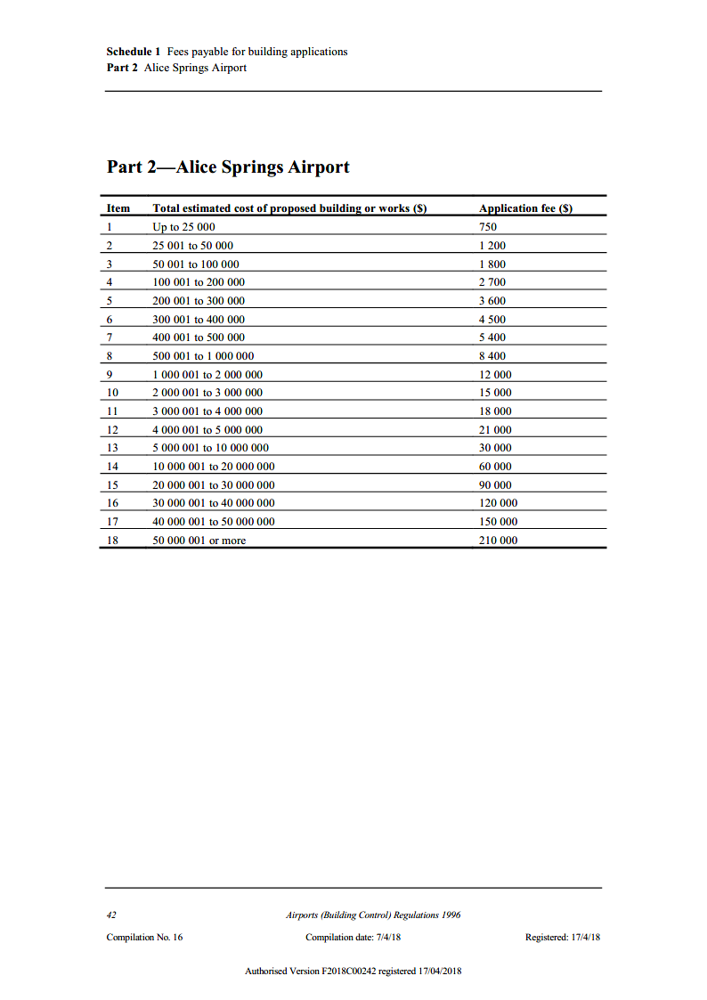 Schedule 1 Fees payable for building applications
Part 2 Alice Springs Airport
Part 2—Alice Springs Airport
Item Total estimated cost of proposed building or works ($) Application fee ($)
1 Up to 25 000 750
2 25 001 to 50 000 1 200
3 50 001 to 100 000 1 800
4 100 001 to 200 000 2 700
5 200 001 to 300 000 3 600
6 300 001 to 400 000 4 500
7 400 001 to 500 000 5 400
8 500 001 to 1 000 000 8 400
9 1 000 001 to 2 000 000 12 000
10 2 000 001 to 3 000 000 15 000
11 3 000 001 to 4 000 000 18 000
12 4 000 001 to 5 000 000 21 000
13 5 000 001 to 10 000 000 30 000
14 10 000 001 to 20 000 000 60 000
15 20 000 001 to 30 000 000 90 000
16 30 000 001 to 40 000 000 120 000
17 40 000 001 to 50 000 000 150 000
18 50 000 001 or more 210 000
42 Airports (Building Control) Regulations 1996
Compilation No. 16 Compilation date: 7/4/18 Registered: 17/4/18
Authorised Version F2018C00242 registered 17/04/2018